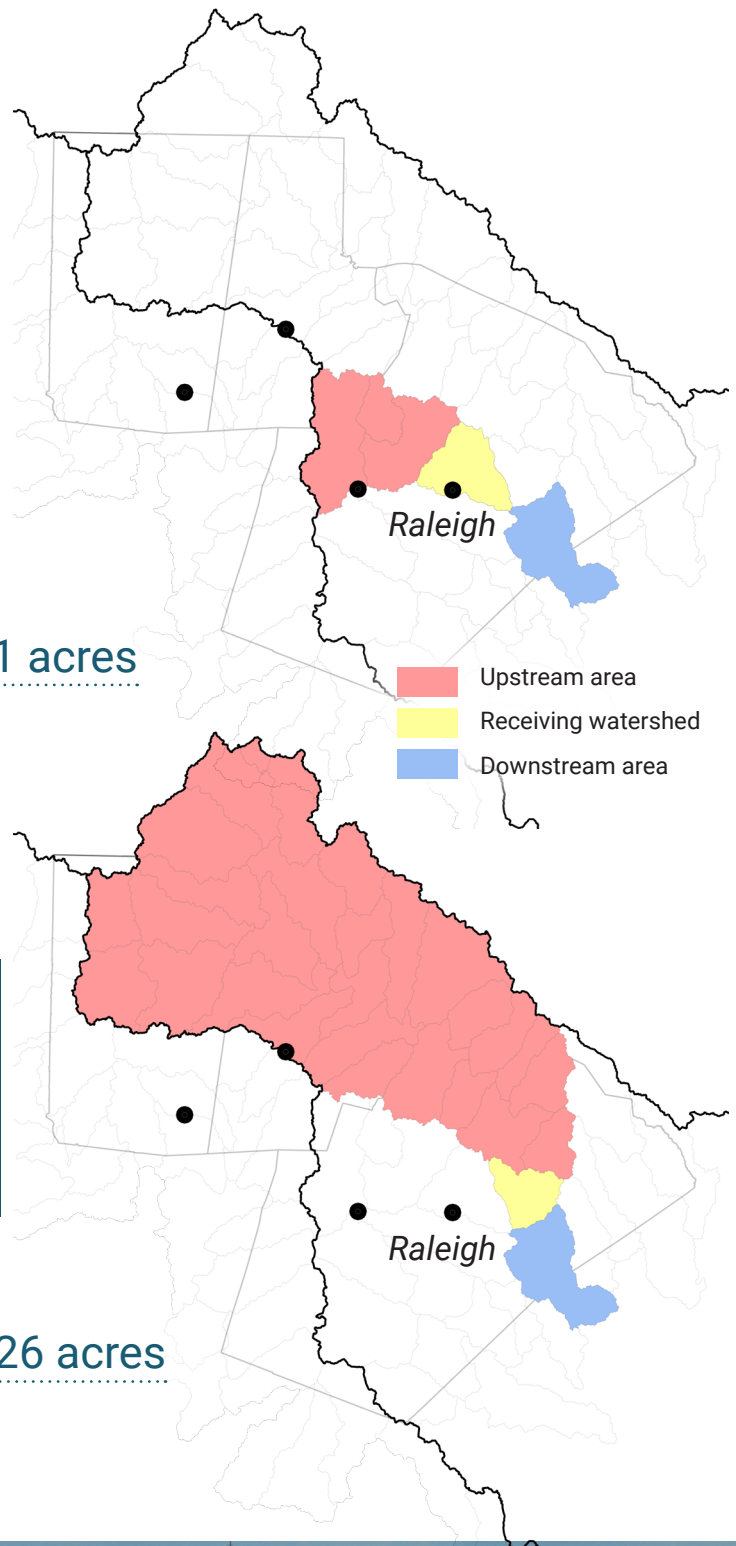 Raleigh
1 acres
Upstream area
Receiving watershed
Downstream area
Raleigh
26 acres